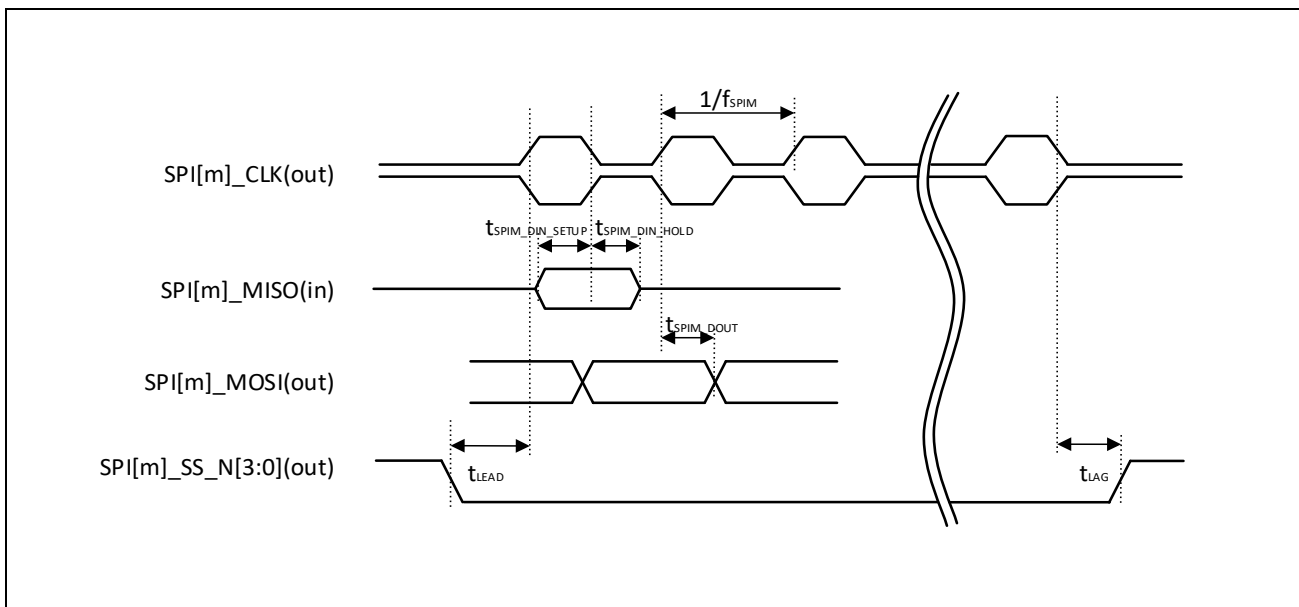 1/fSPIM
SPI[m]_CLK(out)
tSPIM_DIN_SETUP tSPIM_DIN_HOLD
SPI[m]_MISO(in)
tSPIM_DOUT
SPI[m]_MOSI(out)
SPI[m]_SS_N[3:0](out)
tLEAD
tLAG